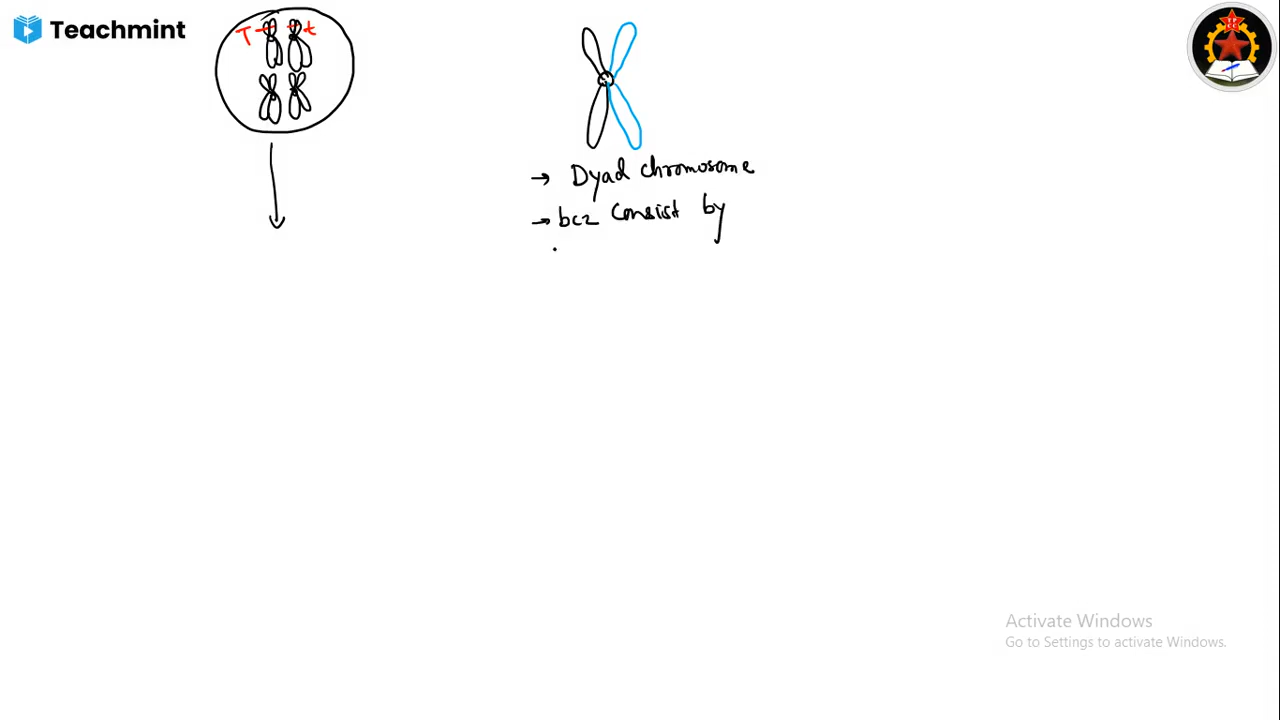 Teachmint
T t
→ Dyad chromosome
→ bcz consist by
Activate Windows
Go to Settings to activate Windows.